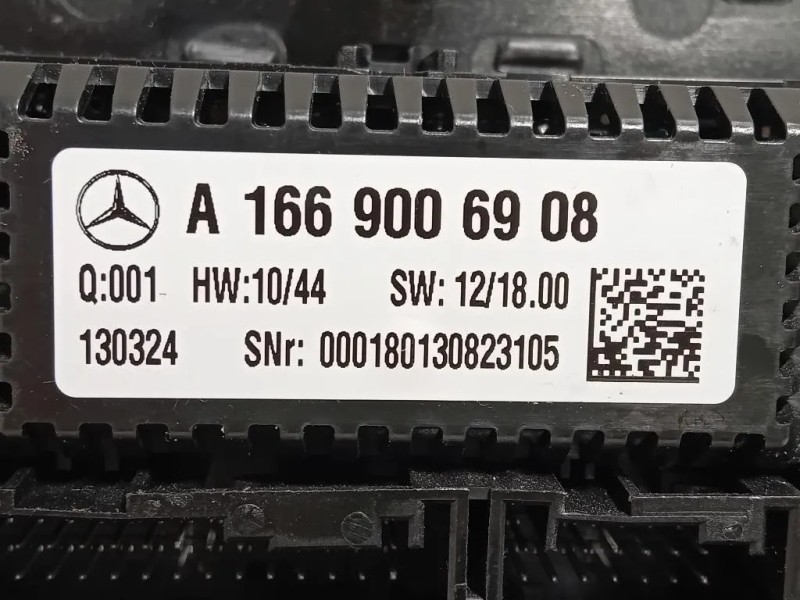 A 166 900 69 08
Q:001 HW:10/44 SW: 12/18.00
130324 SNr: 000180130823105